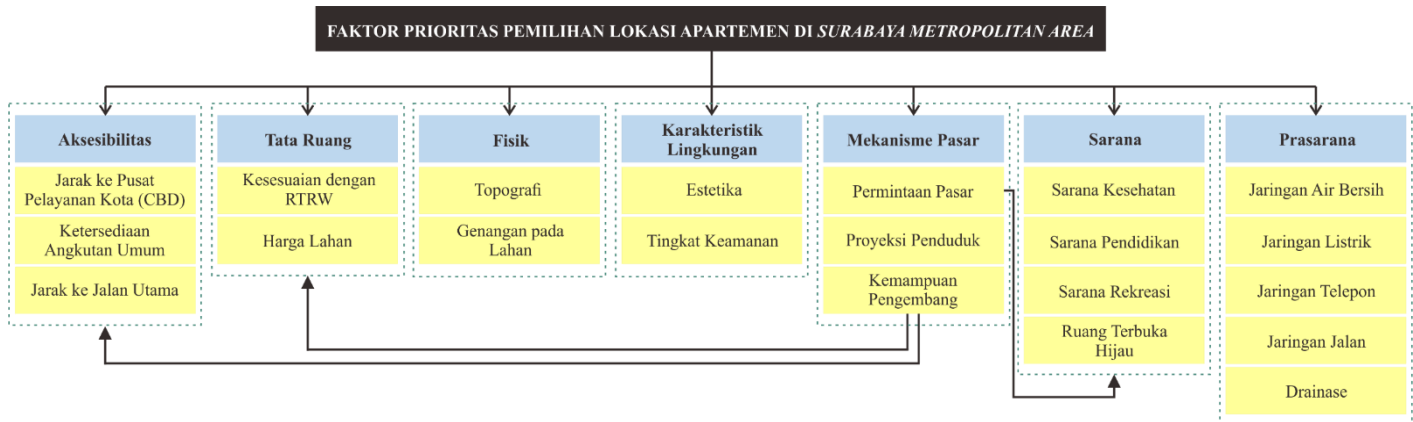 FAKTOR PRIORITAS PEMILIHAN LOKASI APARTEMEN DI SURABAYA METROPOLITAN AREA
Aksesibilitas
Jarak ke Pusat
Pelayanan Kota (CBD)
Ketersediaan
Angkutan Umum
Jarak ke Jalan Utama
Tata Ruang
Kesesuaian dengan
RTRW
Harga Lahan
Fisik
Topografi
Genangan pada
Lahan
Karakteristik
Lingkungan
Estetika
Tingkat Keamanan
Mekanisme Pasar
Permintaan Pasar
Proyeksi Penduduk
Kemampuan
Pengembang
Sarana
Sarana Kesehatan
Sarana Pendidikan
Sarana Rekreasi
Ruang Terbuka
Hijau
Prasarana
Jaringan Air Bersih
Jaringan Listrik
Jaringan Telepon
Jaringan Jalan
Drainase